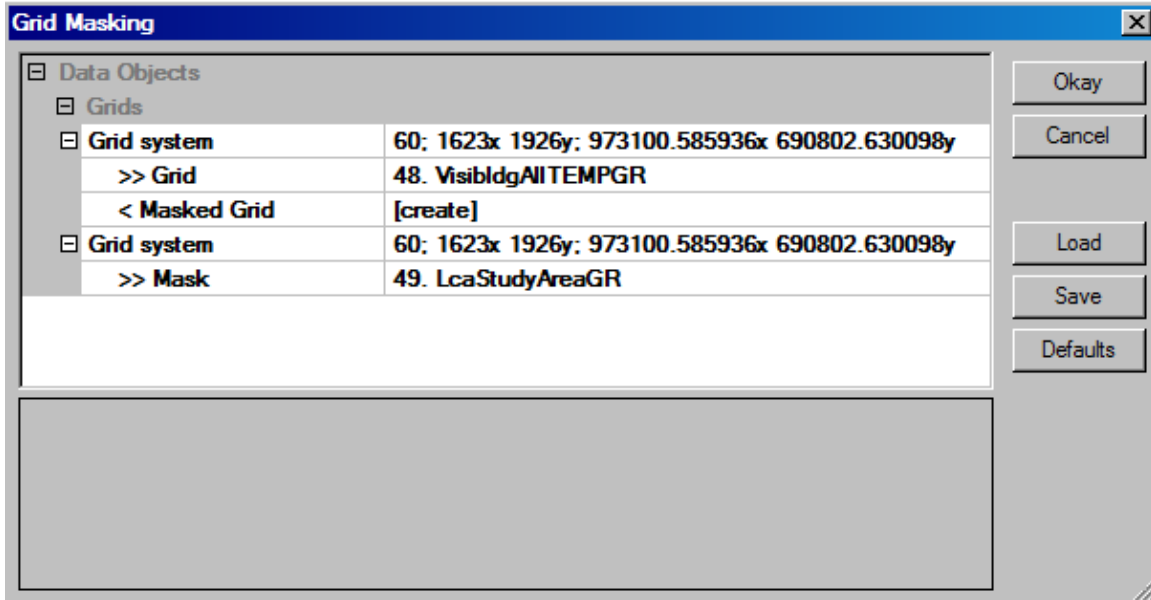 Grid Masking
Data Objects
Grids
Grid system 60; 1623x 1926y; 973100.585936x 690802.630098y
>> Grid 48. VisibldgAllTEMPGR
< Masked Grid [create]
Grid system 60; 1623x 1926y; 973100.585936x 690802.630098y
>> Mask 49. LcaStudyAreaGR
Okay
Cancel
Load
Save
Defaults